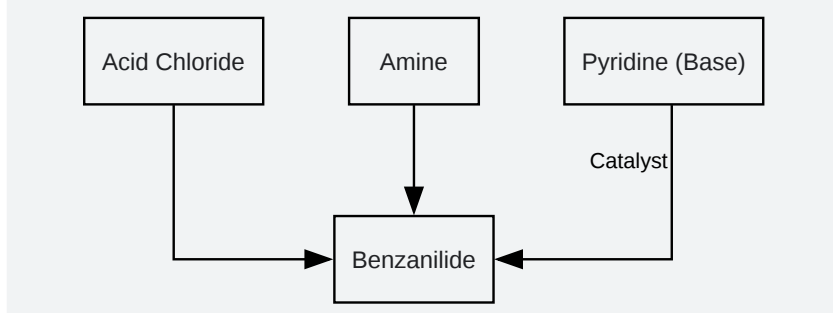 Acid Chloride
Amine
Pyridine (Base)
Catalyst
Benzanilide